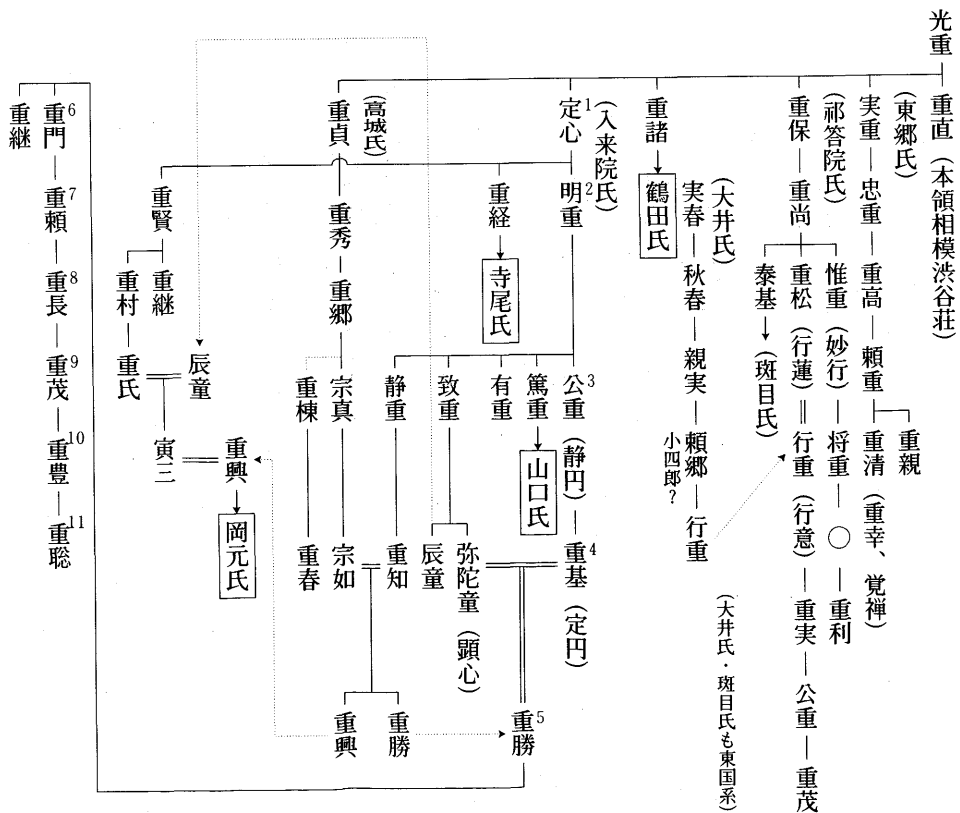 光重
重直（本領相模渋谷荘）
（東郷氏）
実重 忠重 重高 頼重
重親
重清（重幸、覚禅）
（祁答院氏）
重保 重尚
惟重（妙行） 将重 〇 重利
重松（行蓮） 行重（行意） 重実 公重 重茂
泰基 （斑目氏）
（大井氏）
実春 秋春 親実 頼郷 行重
小四郎？
（大井氏・斑目氏も東国系）
重諸 鶴田氏
（入来院氏）
1 定心
2 明重
3 公重（静円）
4 重基（定円）
篤重 山口氏
有重
致重
弥陀童（顕心）
辰童
静重 重知
重経 寺尾氏
重賢
重継
重村 重氏
辰童
寅三
重興 岡元氏
（高城氏）
重貞 重秀 重郷
宗真 宗如
重棟 重春
重勝
重興
5 重勝
6 重門
7 重頼
8 重長
9 重茂
10 重豊
11 重聡
重継